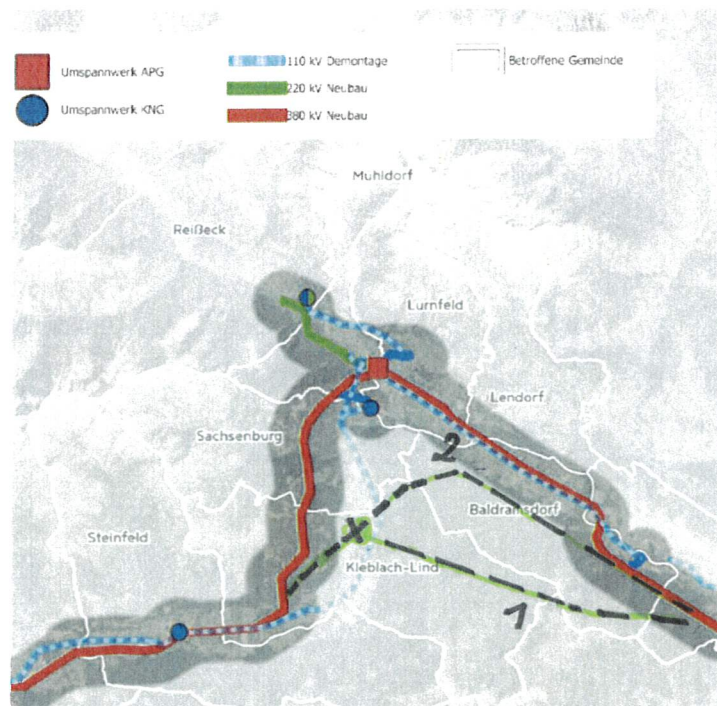 Umspannwerk APG
Umspannwerk KNG
110 kV Demontage
220 kV Neubau
380 kV Neubau
Betroffene Gemeinde
Muhldorf
Reißeck
Lurnfeld
Lendorf
Sachsenburg
2
Baldramsdorf
Steinfeld
X
Kleblach-Lind
1